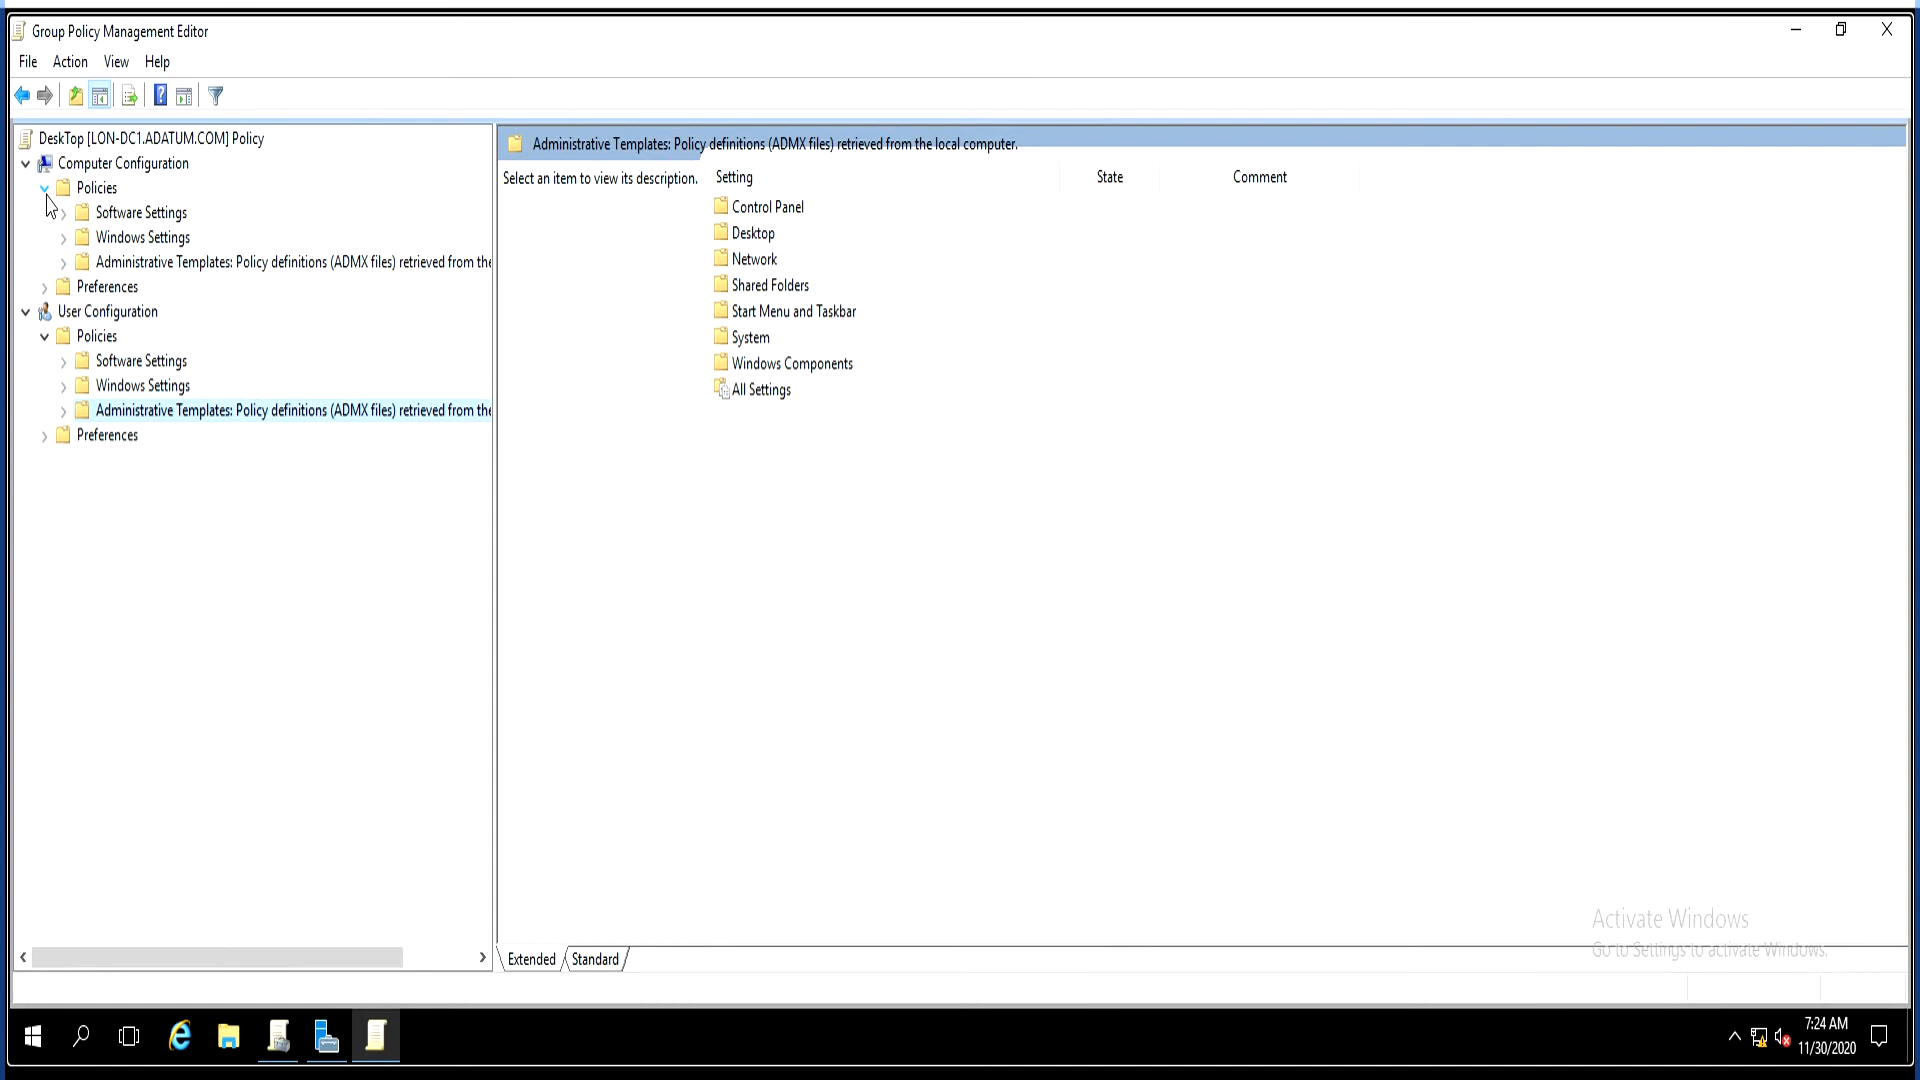 Group Policy Management Editor
File Action View Help
DeskTop [LON-DC1.ADATUM.COM] Policy
Computer Configuration
Policies
Software Settings
Windows Settings
Administrative Templates: Policy definitions (ADMX files) retrieved from the
Preferences
User Configuration
Policies
Software Settings
Windows Settings
Administrative Templates: Policy definitions (ADMX files) retrieved from the
Preferences
Administrative Templates: Policy definitions (ADMX files) retrieved from the local computer.
Select an item to view its description.
Setting State Comment
Control Panel
Desktop
Network
Shared Folders
Start Menu and Taskbar
System
Windows Components
All Settings
Activate Windows
Go to Settings to activate Windows.
Extended Standard
7:24 AM
11/30/2020